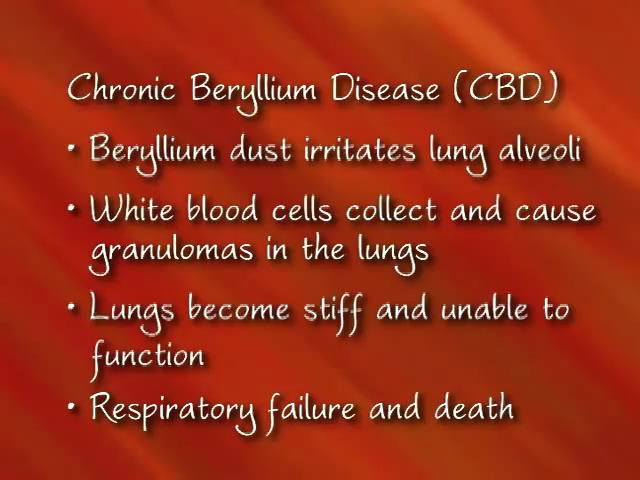 Chronic Beryllium Disease (CBD)
• Beryllium dust irritates lung alveoli
• White blood cells collect and cause
granulomas in the lungs
• Lungs become stiff and unable to
function
• Respiratory failure and death